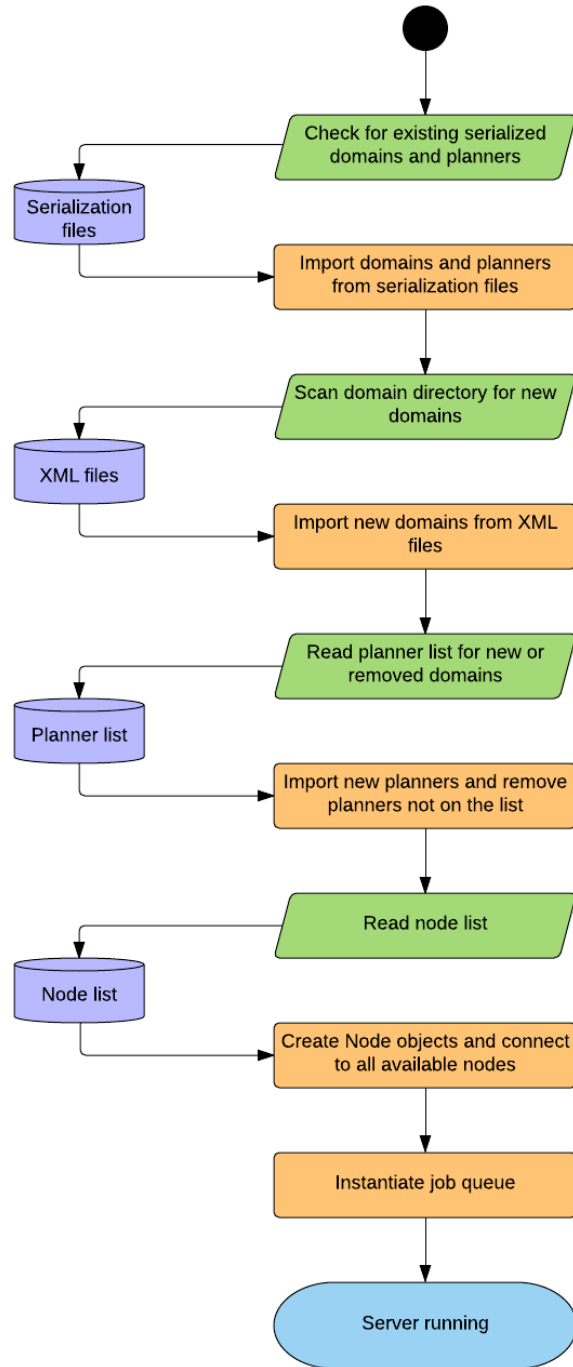 Check for existing serialized
domains and planners
Serialization
files
Import domains and planners
from serialization files
Scan domain directory for new
domains
XML files
Import new domains from XML
files
Read planner list for new or
removed domains
Planner list
Import new planners and remove
planners not on the list
Read node list
Node list
Create Node objects and connect
to all available nodes
Instantiate job queue
Server running